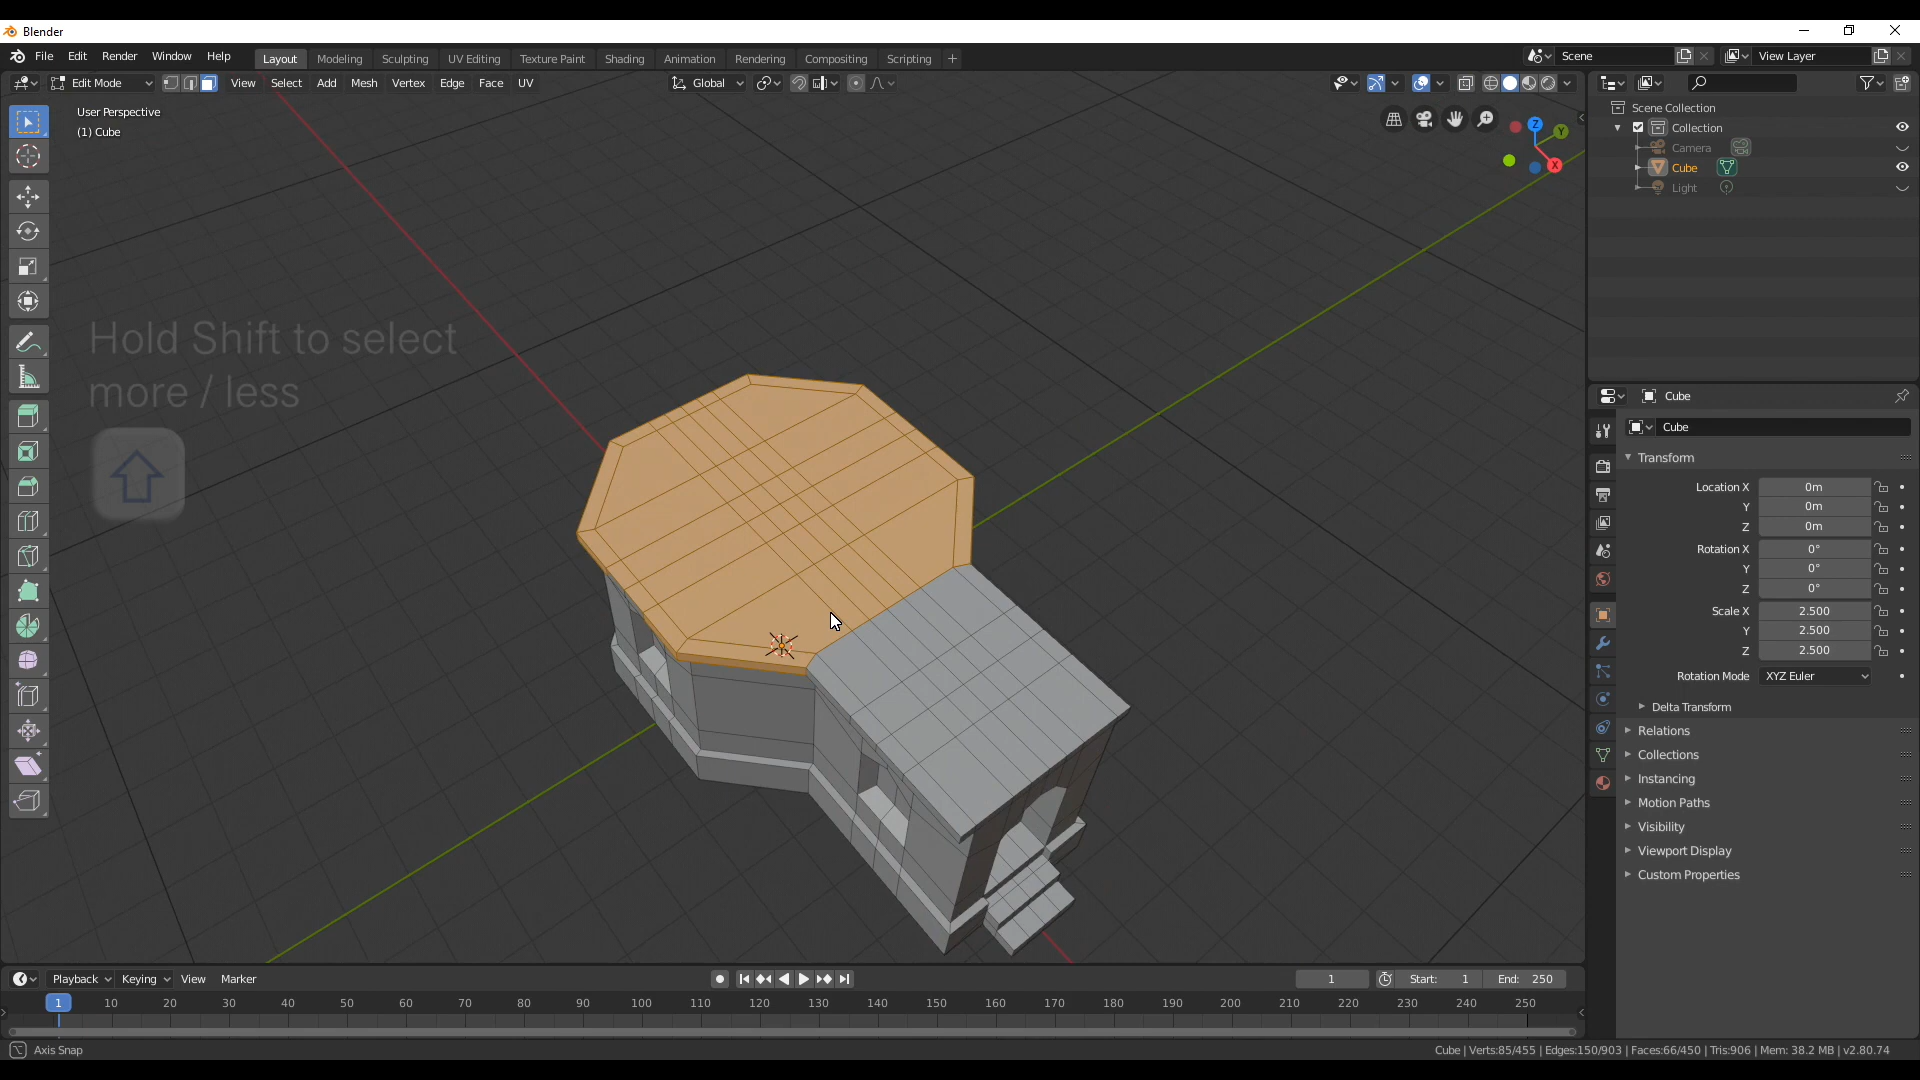 Blender
File Edit Render Window Help Layout Modeling Sculpting UV Editing Texture Paint Shading Animation Rendering Compositing Scripting + Scene View Layer
Edit Mode View Select Add Mesh Vertex Edge Face UV Global
User Perspective
(1) Cube
Z
Y
X
Hold Shift to select
more / less
Scene Collection
Collection
Camera
Cube
Light
Cube
Cube
Transform
Location X 0m
Y 0m
Z 0m
Rotation X 0°
Y 0°
Z 0°
Scale X 2.500
Y 2.500
Z 2.500
Rotation Mode XYZ Euler
Delta Transform
Relations
Collections
Instancing
Motion Paths
Visibility
Viewport Display
Custom Properties
Playback Keying View Marker 1 Start: 1 End: 250
1 10 20 30 40 50 60 70 80 90 100 110 120 130 140 150 160 170 180 190 200 210 220 230 240 250
Axis Snap
Cube | Verts:85/455 | Edges:150/903 | Faces:66/450 | Tris:906 | Mem: 38.2 MB | v2.80.74